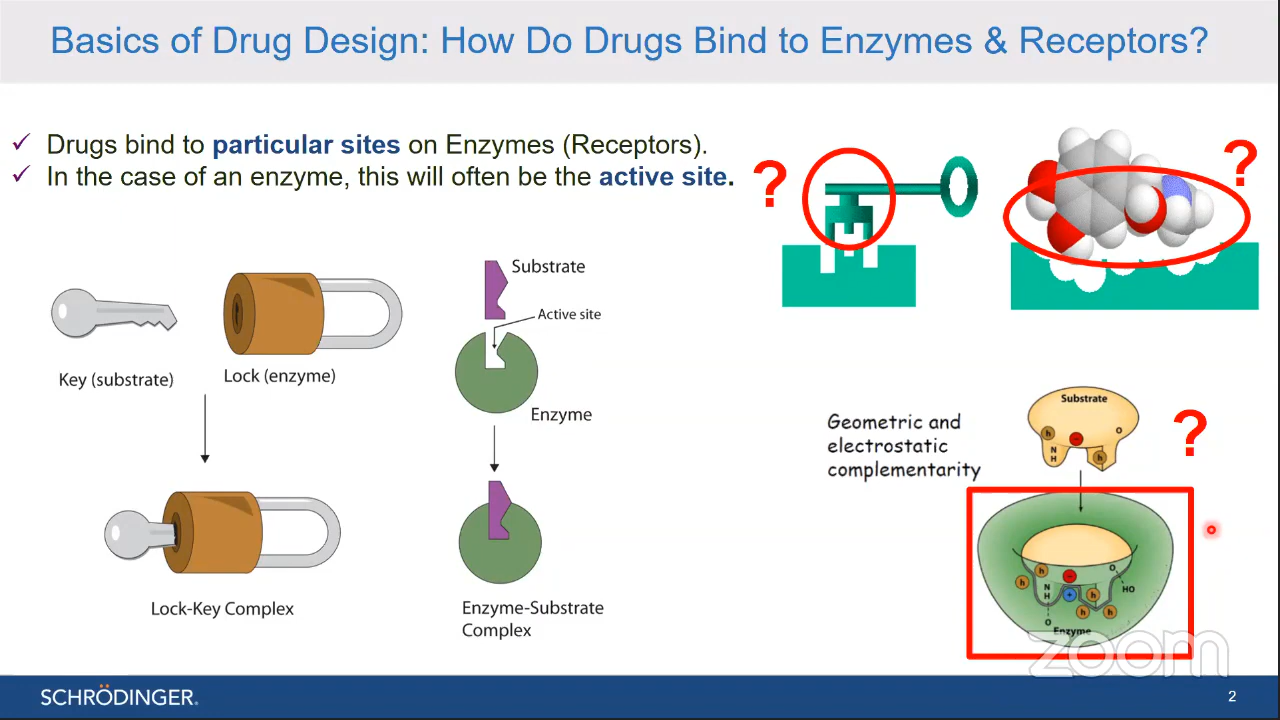 Basics of Drug Design: How Do Drugs Bind to Enzymes & Receptors?
✓ Drugs bind to particular sites on Enzymes (Receptors).
✓ In the case of an enzyme, this will often be the active site.
?
?
Substrate
Active site
Key (substrate)
Lock (enzyme)
Enzyme
Lock-Key Complex
Enzyme-Substrate
Complex
Geometric and
electrostatic
complementarity
?
Substrate
h
−
O
N
H
h
h
−
O
h
N
H
+
h
HO
h
h
O
Enzyme
zoom
SCHRÖDINGER.
2